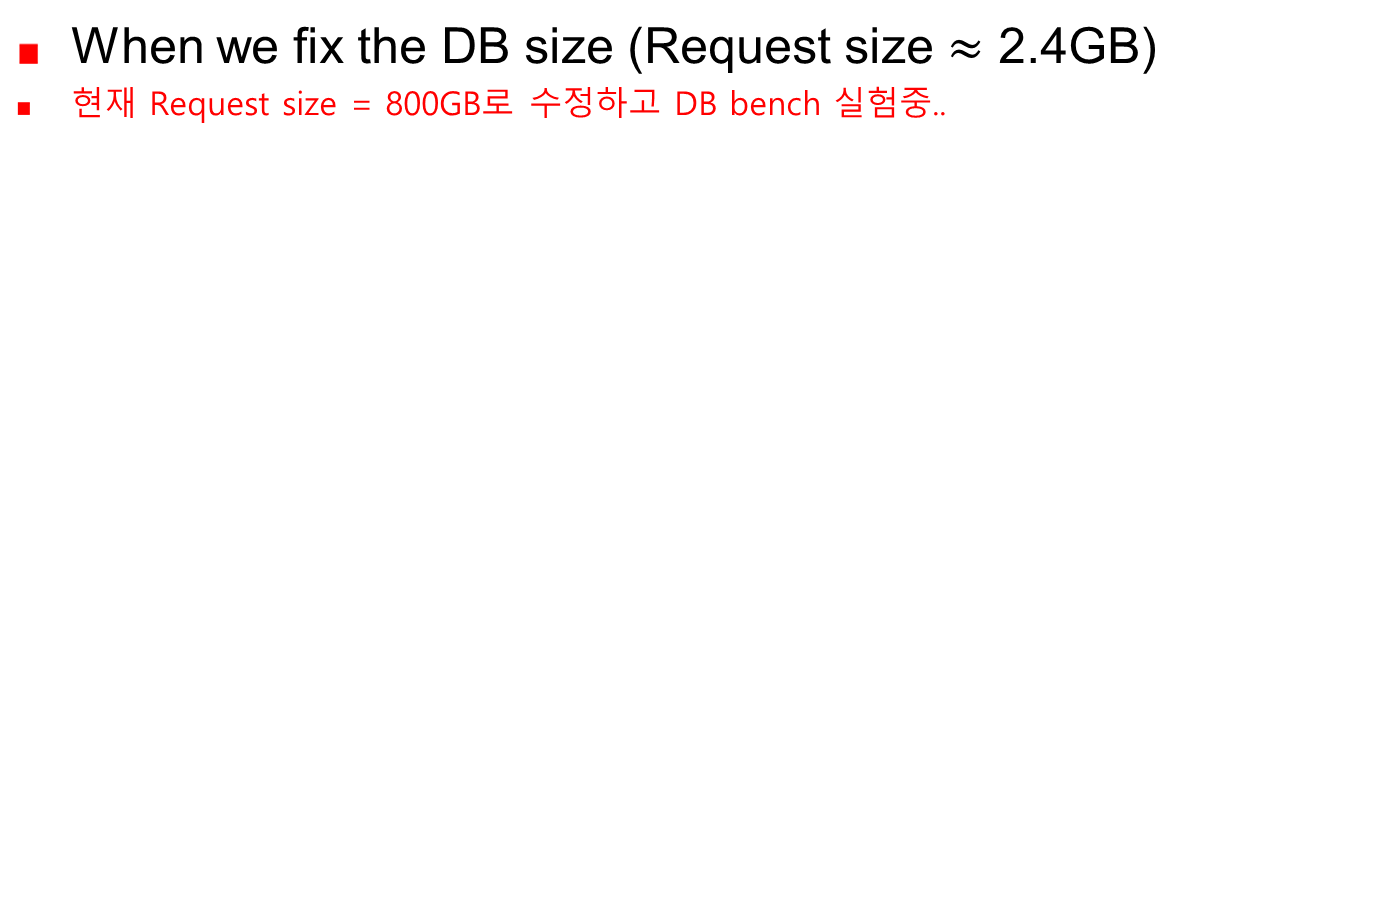 ■ When we fix the DB size (Request size ≈ 2.4GB)
■ 현재 Request size = 800GB로 수정하고 DB bench 실험중..